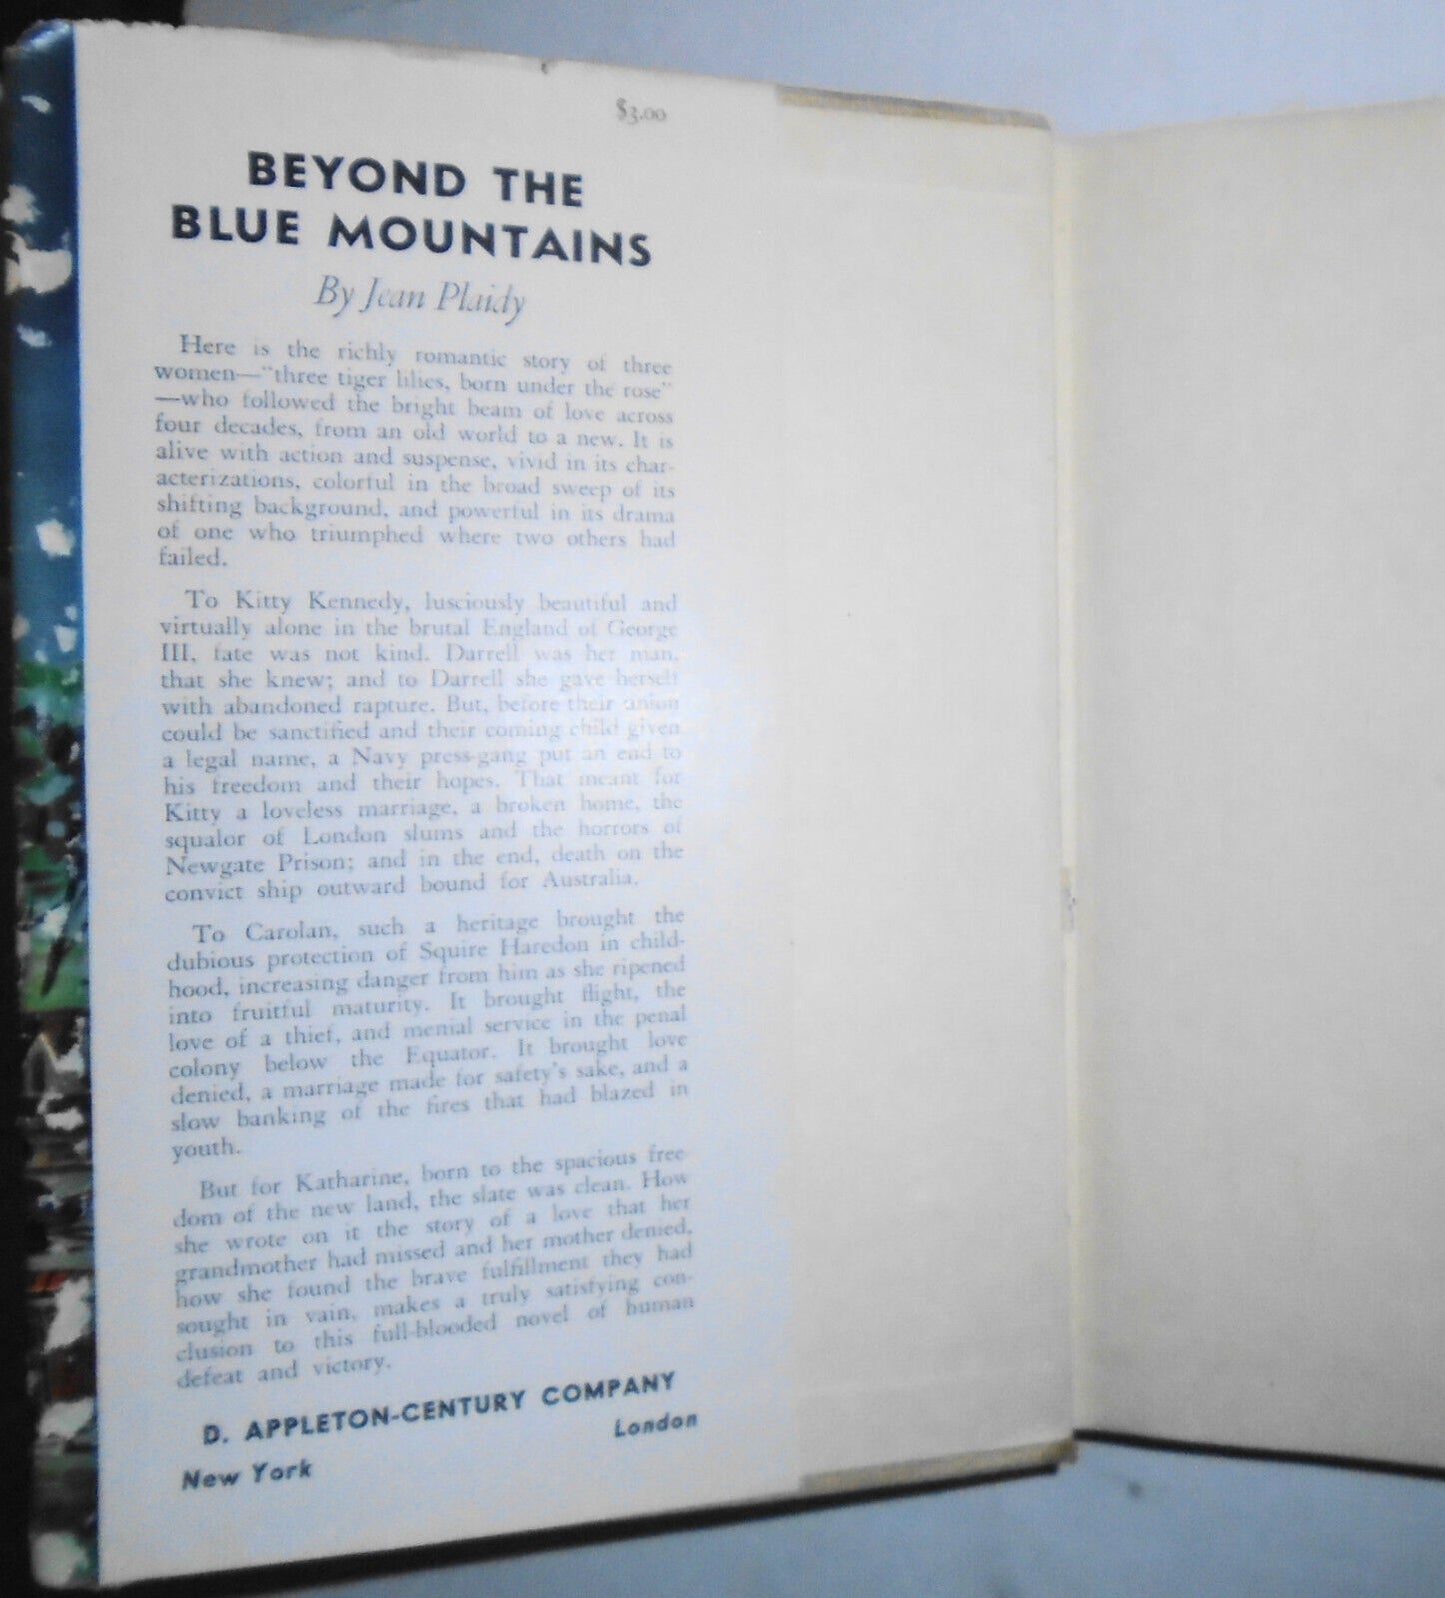 $3.00
BEYOND THE
BLUE MOUNTAINS
By Jean Plaidy
Here is the richly romantic story of three
women—"three tiger lilies, born under the rose"
—who followed the bright beam of love across
four decades, from an old world to a new. It is
alive with action and suspense, vivid in its char-
acterizations, colorful in the broad sweep of its
shifting background, and powerful in its drama
of one who triumphed where two others had
failed.
To Kitty Kennedy, lusciously beautiful and
virtually alone in the brutal England of George
III, fate was not kind. Darrell was her man,
that she knew; and to Darrell she gave herself
with abandoned rapture. But, before their union
could be sanctified and their coming child given
a legal name, a Navy press-gang put an end to
his freedom and their hopes. That meant for
Kitty a loveless marriage, a broken home, the
squalor of London slums and the horrors of
Newgate Prison; and in the end, death on the
convict ship outward bound for Australia.
To Carolan, such a heritage brought the
dubious protection of Squire Haredon in child-
hood, increasing danger from him as she ripened
into fruitful maturity. It brought flight, the
love of a thief, and menial service in the penal
colony below the Equator. It brought love
denied, a marriage made for safety's sake, and a
slow banking of the fires that had blazed in
youth.
But for Katharine, born to the spacious free-
dom of the new land, the slate was clean. How
she wrote on it the story of a love that her
grandmother had missed and her mother denied,
how she found the brave fulfillment they had
sought in vain, makes a truly satisfying con-
clusion to this full-blooded novel of human
defeat and victory.
D. APPLETON-CENTURY COMPANY
New York London